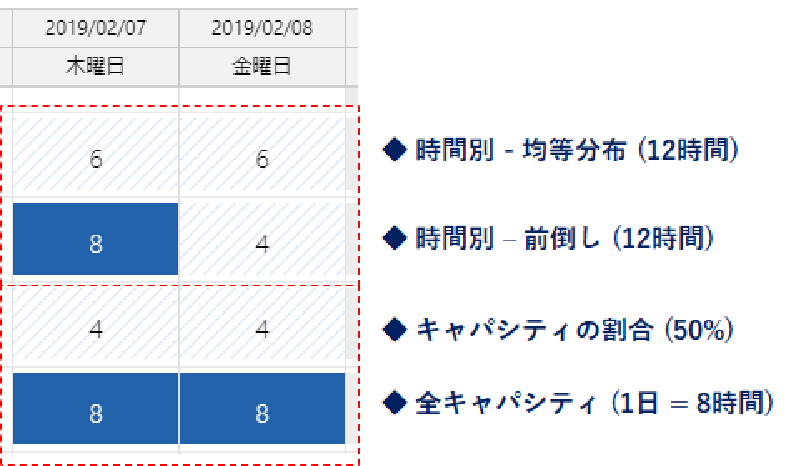 2019/02/07 2019/02/08
木曜日 金曜日
6 6 ◆ 時間別 - 均等分布 (12時間)
8 4 ◆ 時間別 – 前倒し (12時間)
4 4 ◆ キャパシティの割合 (50%)
8 8 ◆ 全キャパシティ (1日 = 8時間)